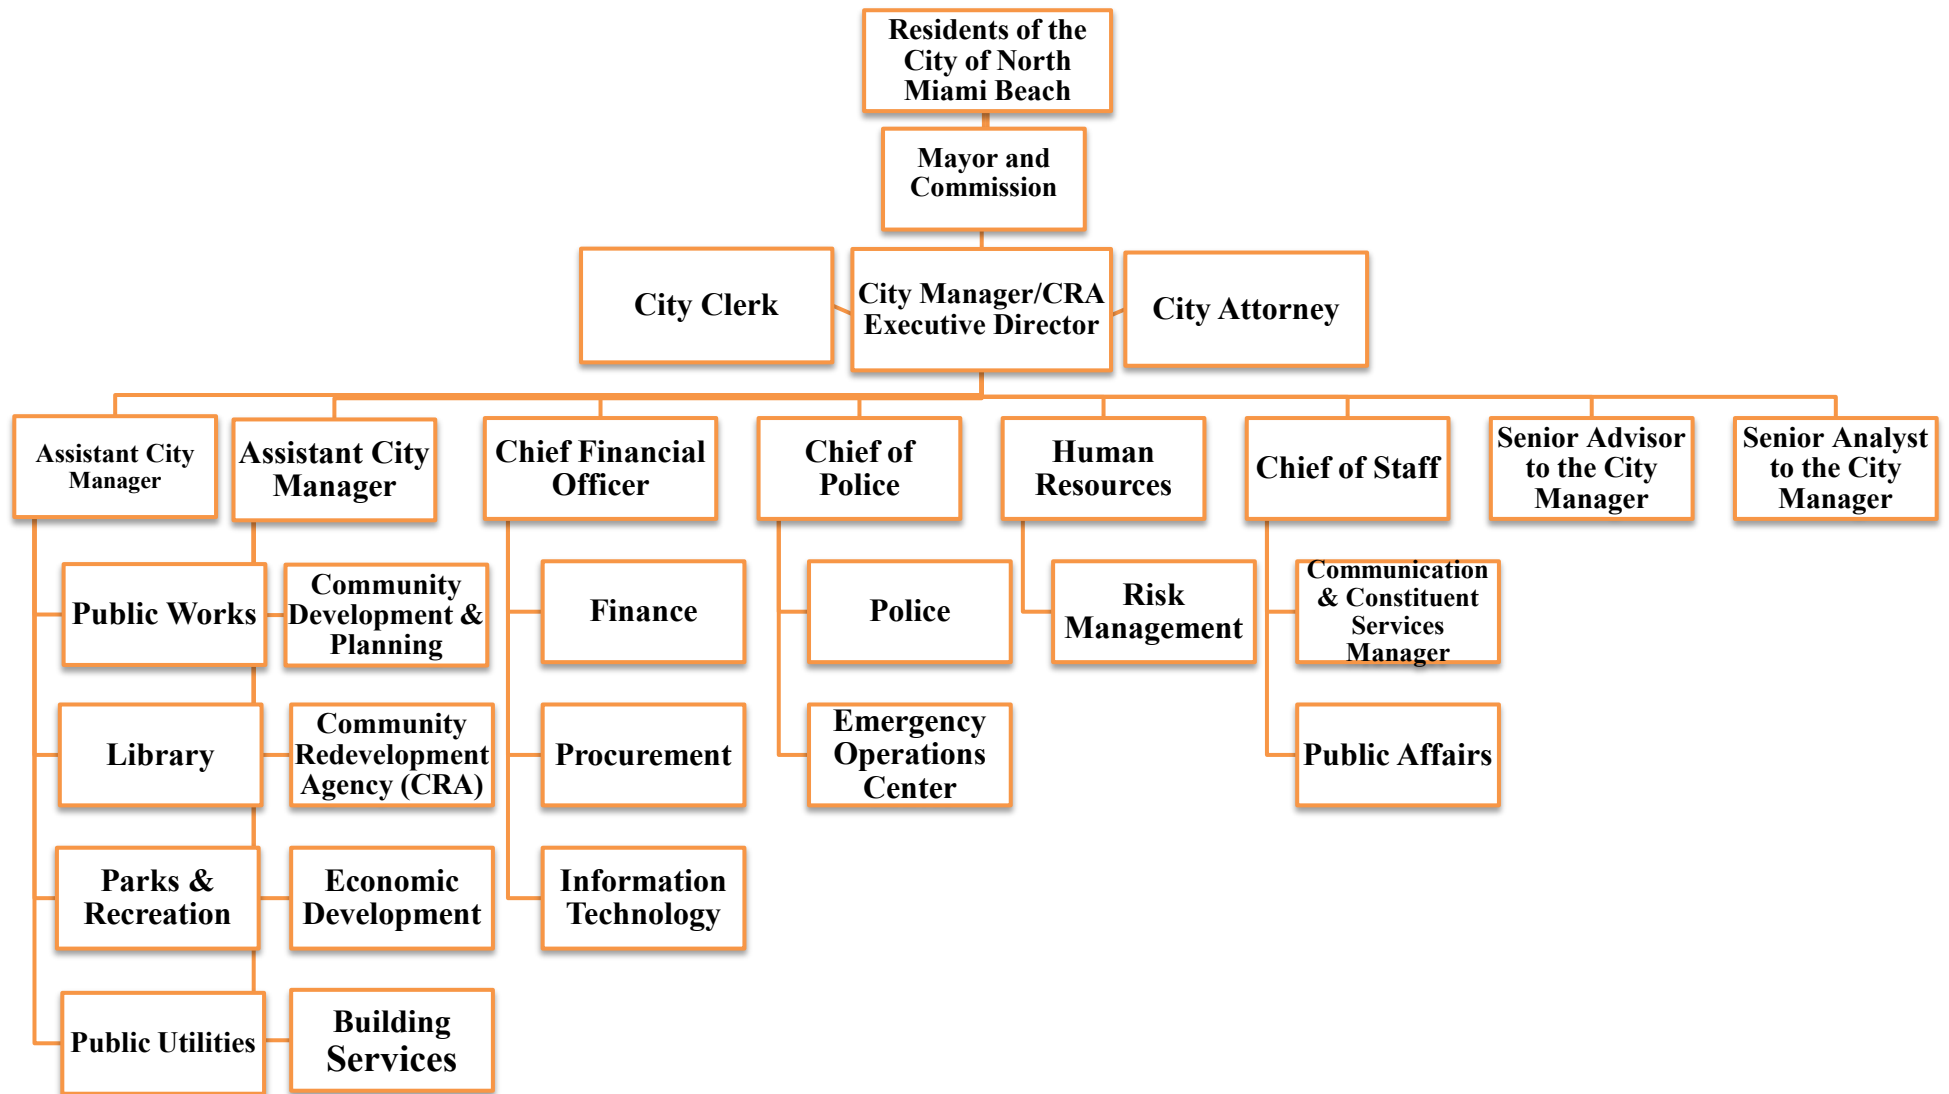 Residents of the
City of North
Miami Beach
Mayor and
Commission
City Clerk
City Manager/CRA
Executive Director
City Attorney
Assistant City
Manager
Assistant City
Manager
Chief Financial
Officer
Chief of
Police
Human
Resources
Chief of Staff
Senior Advisor
to the City
Manager
Senior Analyst
to the City
Manager
Public Works
Community
Development &
Planning
Finance
Police
Risk
Management
Communication
& Constituent
Services
Manager
Library
Community
Redevelopment
Agency (CRA)
Procurement
Emergency
Operations
Center
Public Affairs
Parks &
Recreation
Economic
Development
Information
Technology
Public Utilities
Building
Services